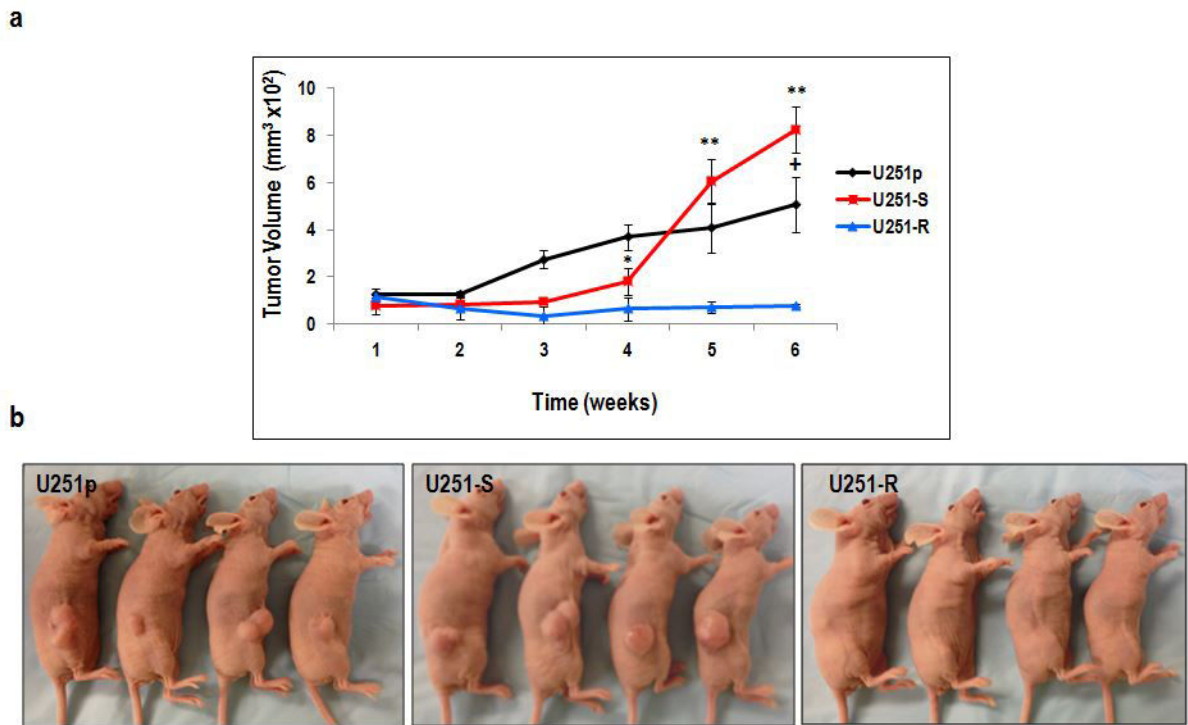 a
Tumor Volume (mm³ x10²)
10
8
6
4
2
0
*
**
**
+
1 2 3 4 5 6
Time (weeks)
U251p
U251-S
U251-R
b
U251p
U251-S
U251-R